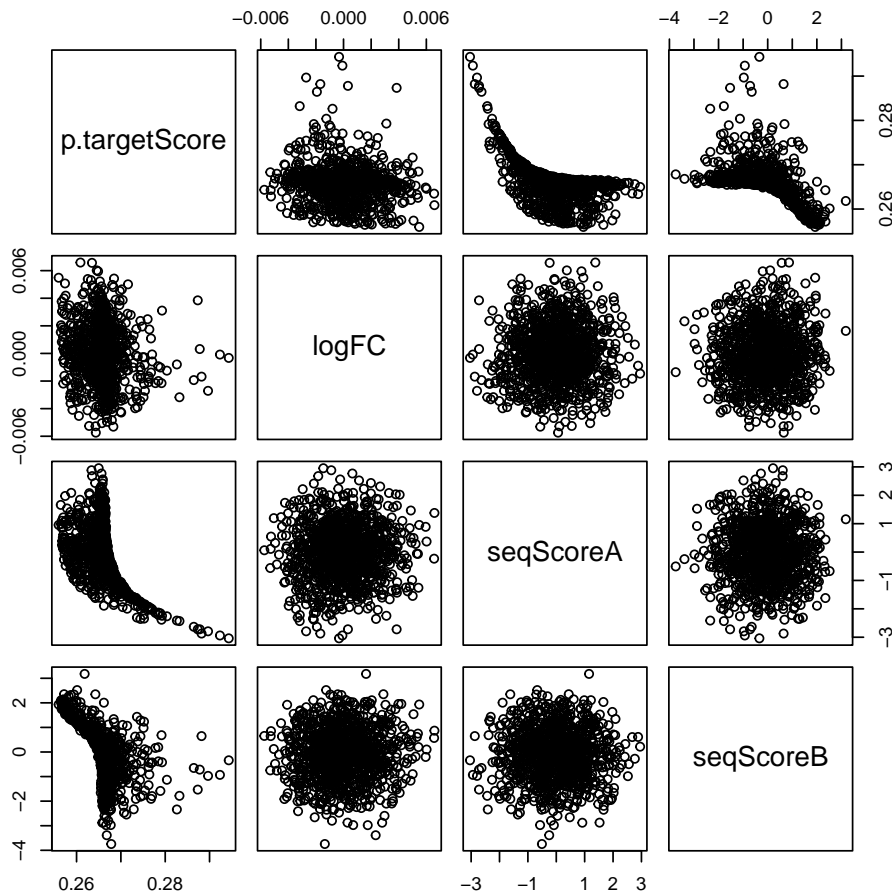 −0.006 0.000 0.006 −4 0 2
p.targetScore
0.26 0.28
−0.006 0.000 0.006
logFC
seqScoreA
−3 −1 1 2 3
−4 −2 0 2
seqScoreB
0.26 0.28 −3 −1 1 2 3